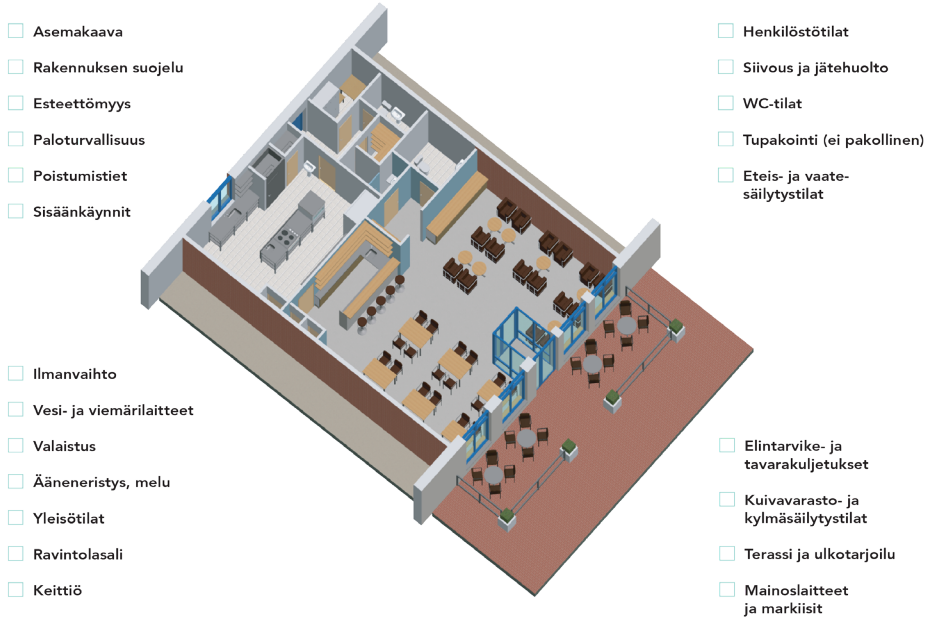 Asemakaava
Rakennuksen suojelu
Esteettömyys
Paloturvallisuus
Poistumistiet
Sisäänkäynnit
Ilmanvaihto
Vesi- ja viemärilaitteet
Valaistus
Ääneneristys, melu
Yleisötilat
Ravintolasali
Keittiö
Henkilöstötilat
Siivous ja jätehuolto
WC-tilat
Tupakointi (ei pakollinen)
Eteis- ja vaate-
säilytystilat
Elintarvike- ja
tavarakuljetukset
Kuivavarasto- ja
kylmäsäilytystilat
Terassi ja ulkotarjoilu
Mainoslaitteet
ja markiisit